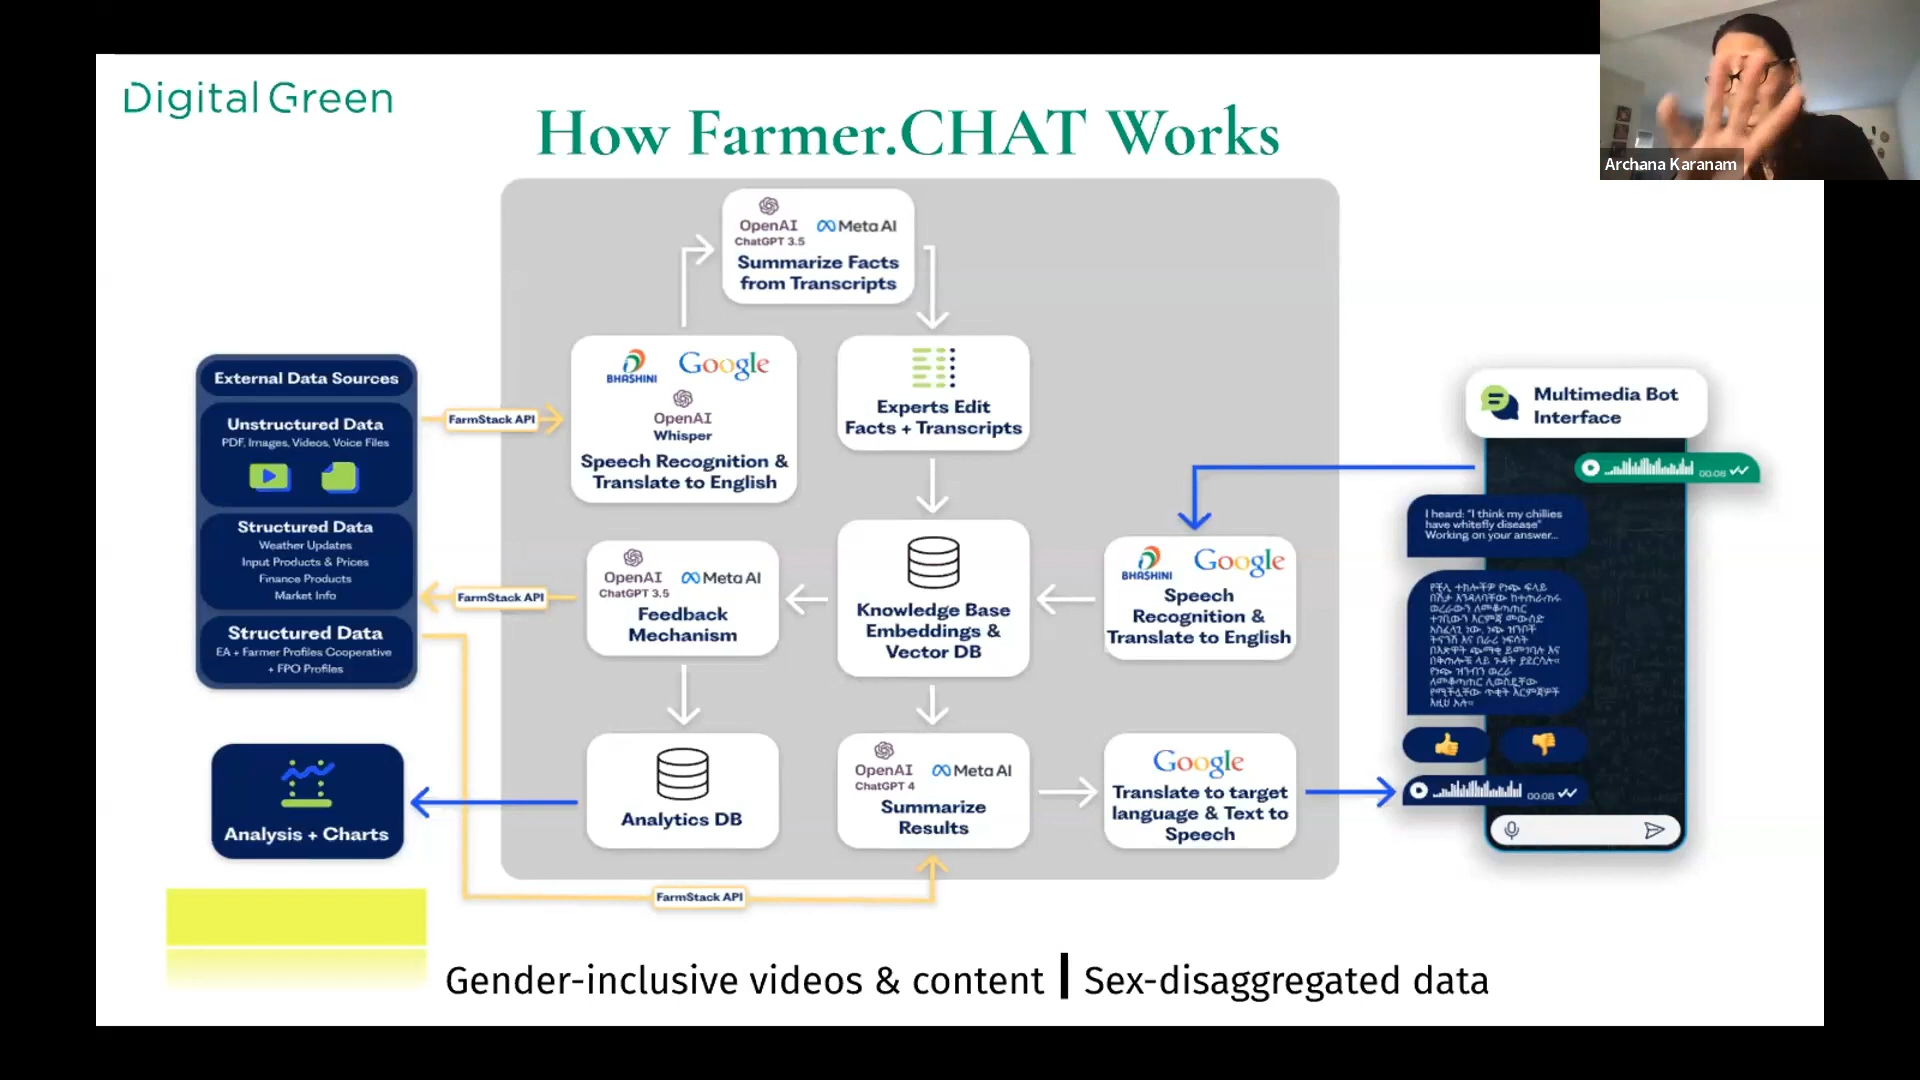 Digital Green
How Farmer.CHAT Works
Archana Karanam
OpenAI
ChatGPT 3.5
Meta AI
Summarize Facts
from Transcripts
BHASHINI
Google
OpenAI
Whisper
Speech Recognition &
Translate to English
Experts Edit
Facts + Transcripts
External Data Sources
Unstructured Data
PDF, Images, Videos, Voice Files
Structured Data
Weather Updates
Input Products & Prices
Finance Products
Market Info
Structured Data
EA + Farmer Profiles Cooperative
+ FPO Profiles
FarmStack API
FarmStack API
OpenAI
ChatGPT 3.5
Meta AI
Feedback
Mechanism
Knowledge Base
Embeddings &
Vector DB
BHASHINI
Google
Speech
Recognition &
Translate to English
Analysis + Charts
Analytics DB
OpenAI
ChatGPT 4
Meta AI
Summarize
Results
Google
Translate to target
language & Text to
Speech
FarmStack API
Multimedia Bot
Interface
00:08
I heard: "I think my chillies
have whitefly disease"
Working on your answer...
00:08
Gender-inclusive videos & content | Sex-disaggregated data